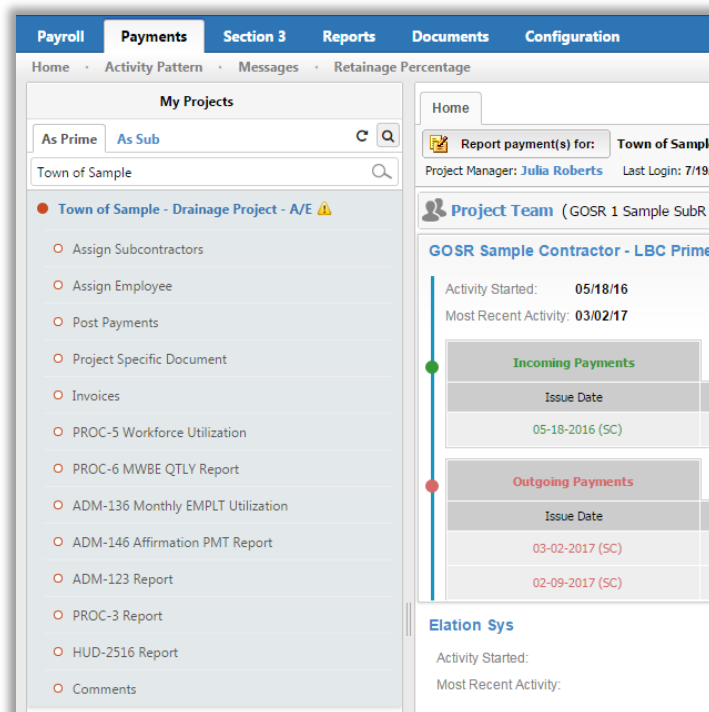 Payroll Payments Section 3 Reports Documents Configuration
Home · Activity Pattern · Messages · Retainage Percentage
My Projects
As Prime As Sub
Town of Sample
Town of Sample - Drainage Project - A/E
Assign Subcontractors
Assign Employee
Post Payments
Project Specific Document
Invoices
PROC-5 Workforce Utilization
PROC-6 MWBE QTLY Report
ADM-136 Monthly EMPLT Utilization
ADM-146 Affirmation PMT Report
ADM-123 Report
PROC-3 Report
HUD-2516 Report
Comments
Home
Report payment(s) for: Town of Sampl
Project Manager: Julia Roberts Last Login: 7/19
Project Team (GOSR 1 Sample SubR
GOSR Sample Contractor - LBC Prime
Activity Started: 05/18/16
Most Recent Activity: 03/02/17
Incoming Payments
Issue Date
05-18-2016 (SC)
Outgoing Payments
Issue Date
03-02-2017 (SC)
02-09-2017 (SC)
Elation Sys
Activity Started:
Most Recent Activity: